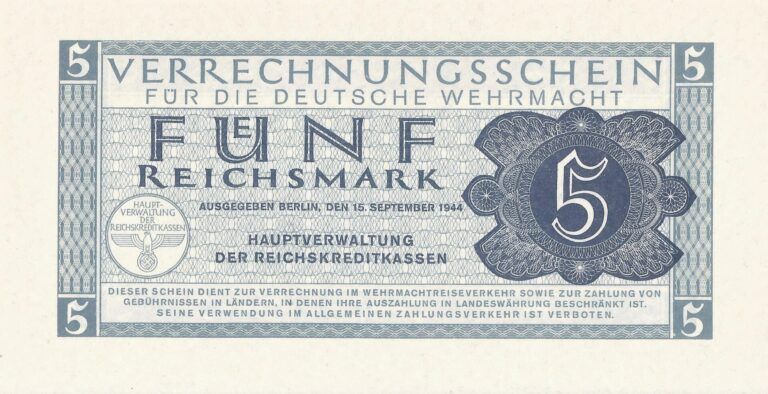 5 VERRECHNUNGSSCHEIN 5
FÜR DIE DEUTSCHE WEHRMACHT
FUENF
REICHSMARK
AUSGEGEBEN BERLIN, DEN 15. SEPTEMBER 1944
5
HAUPT-
VERWALTUNG
DER
REICHSKREDITKASSEN
HAUPTVERWALTUNG
DER REICHSKREDITKASSEN
DIESER SCHEIN DIENT ZUR VERRECHNUNG IM WEHRMACHTREISEVERKEHR SOWIE ZUR ZAHLUNG VON
GEBÜHRNISSEN IN LÄNDERN, IN DENEN IHRE AUSZAHLUNG IN LANDESWÄHRUNG BESCHRÄNKT IST.
5 SEINE VERWENDUNG IM ALLGEMEINEN ZAHLUNGSVERKEHR IST VERBOTEN. 5